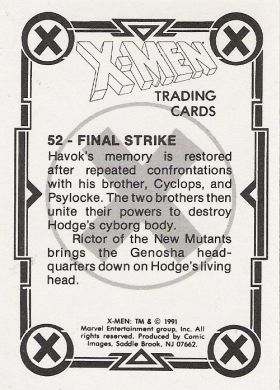 X-MEN
TRADING
CARDS
52 - FINAL STRIKE
Havok's memory is restored
after repeated confrontations
with his brother, Cyclops, and
Psylocke. The two brothers then
unite their powers to destroy
Hodge's cyborg body.
Rictor of the New Mutants
brings the Genosha head-
quarters down on Hodge's living
head.
X-MEN: TM & © 1991
Marvel Entertainment group, Inc. All
rights reserved. Produced by Comic
Images, Saddle Brook, NJ 07662.